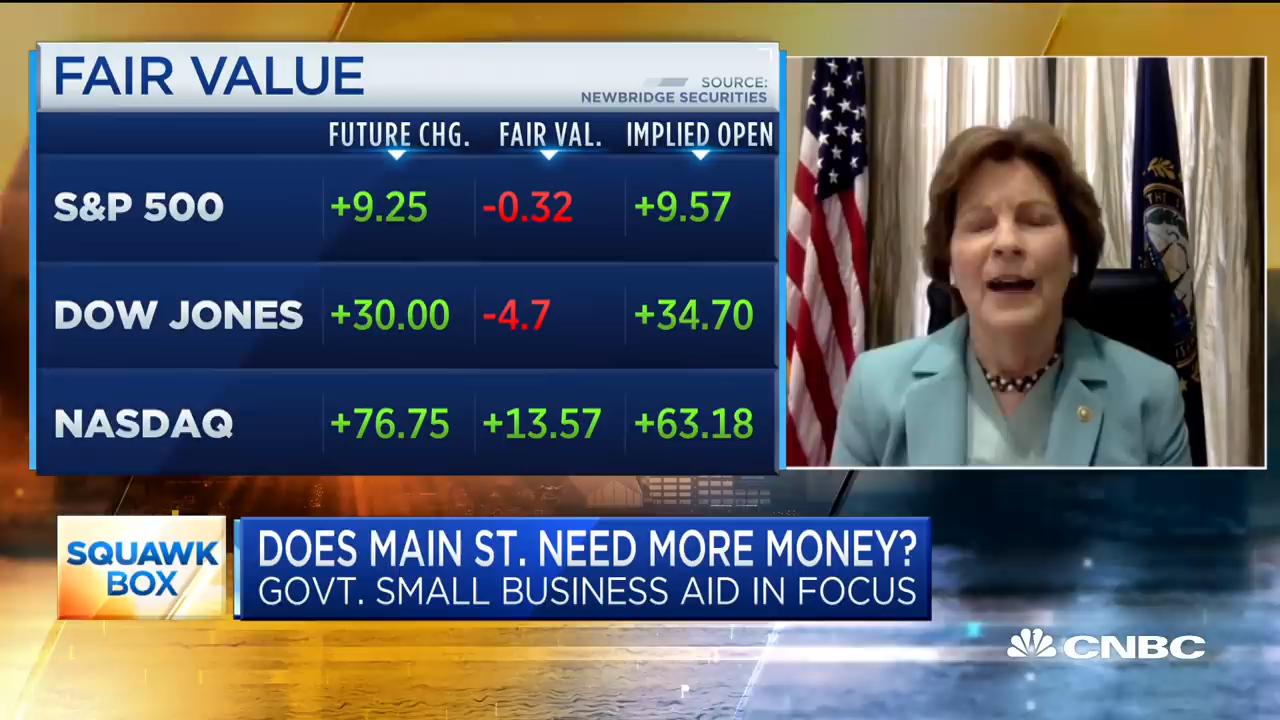 FAIR VALUE
SOURCE:
NEWBRIDGE SECURITIES
FUTURE CHG. FAIR VAL. IMPLIED OPEN
S&P 500 +9.25 -0.32 +9.57
DOW JONES +30.00 -4.7 +34.70
NASDAQ +76.75 +13.57 +63.18
SQUAWK
BOX
DOES MAIN ST. NEED MORE MONEY?
GOVT. SMALL BUSINESS AID IN FOCUS
CNBC